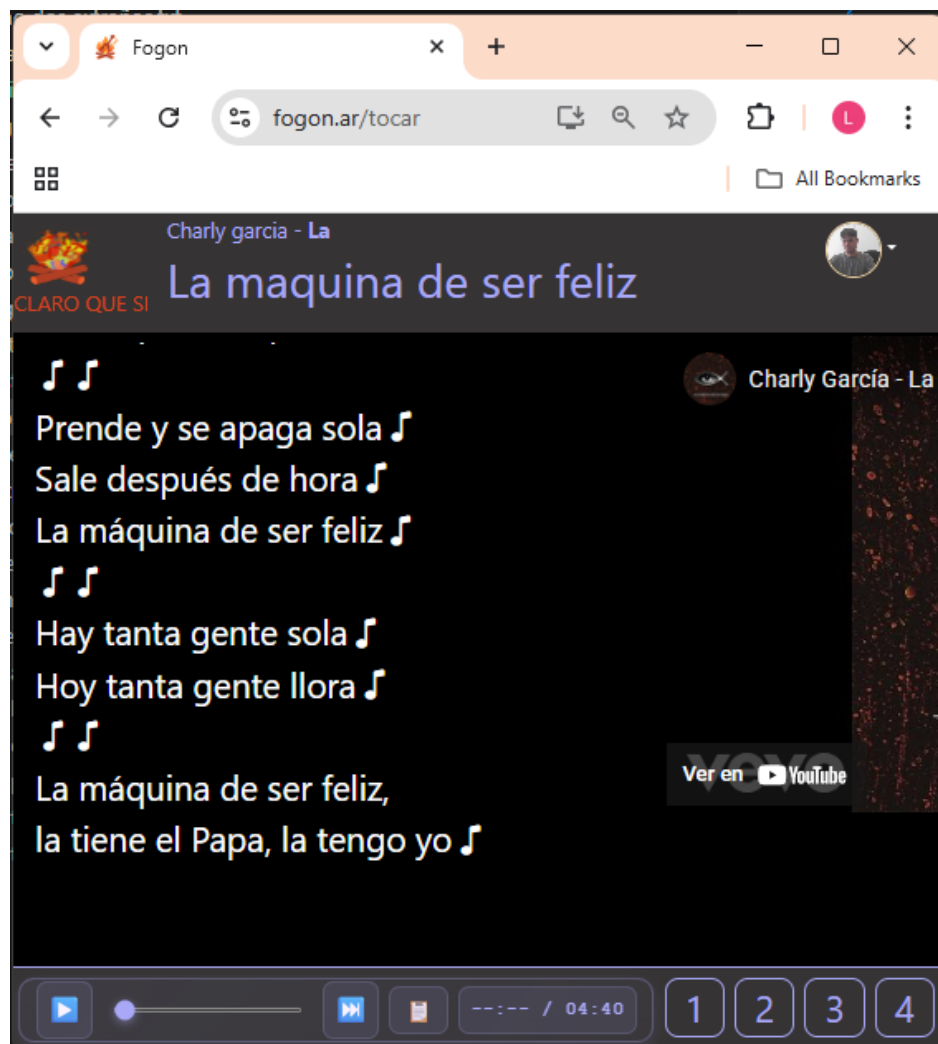 Fogon
fogon.ar/tocar
L
All Bookmarks
Charly garcia - La
La maquina de ser feliz
CLARO QUE SI
Charly García - La
Prende y se apaga sola
Sale después de hora
La máquina de ser feliz
Hay tanta gente sola
Hoy tanta gente llora
vevo
Ver en YouTube
La máquina de ser feliz,
la tiene el Papa, la tengo yo
--:-- / 04:40
1 2 3 4